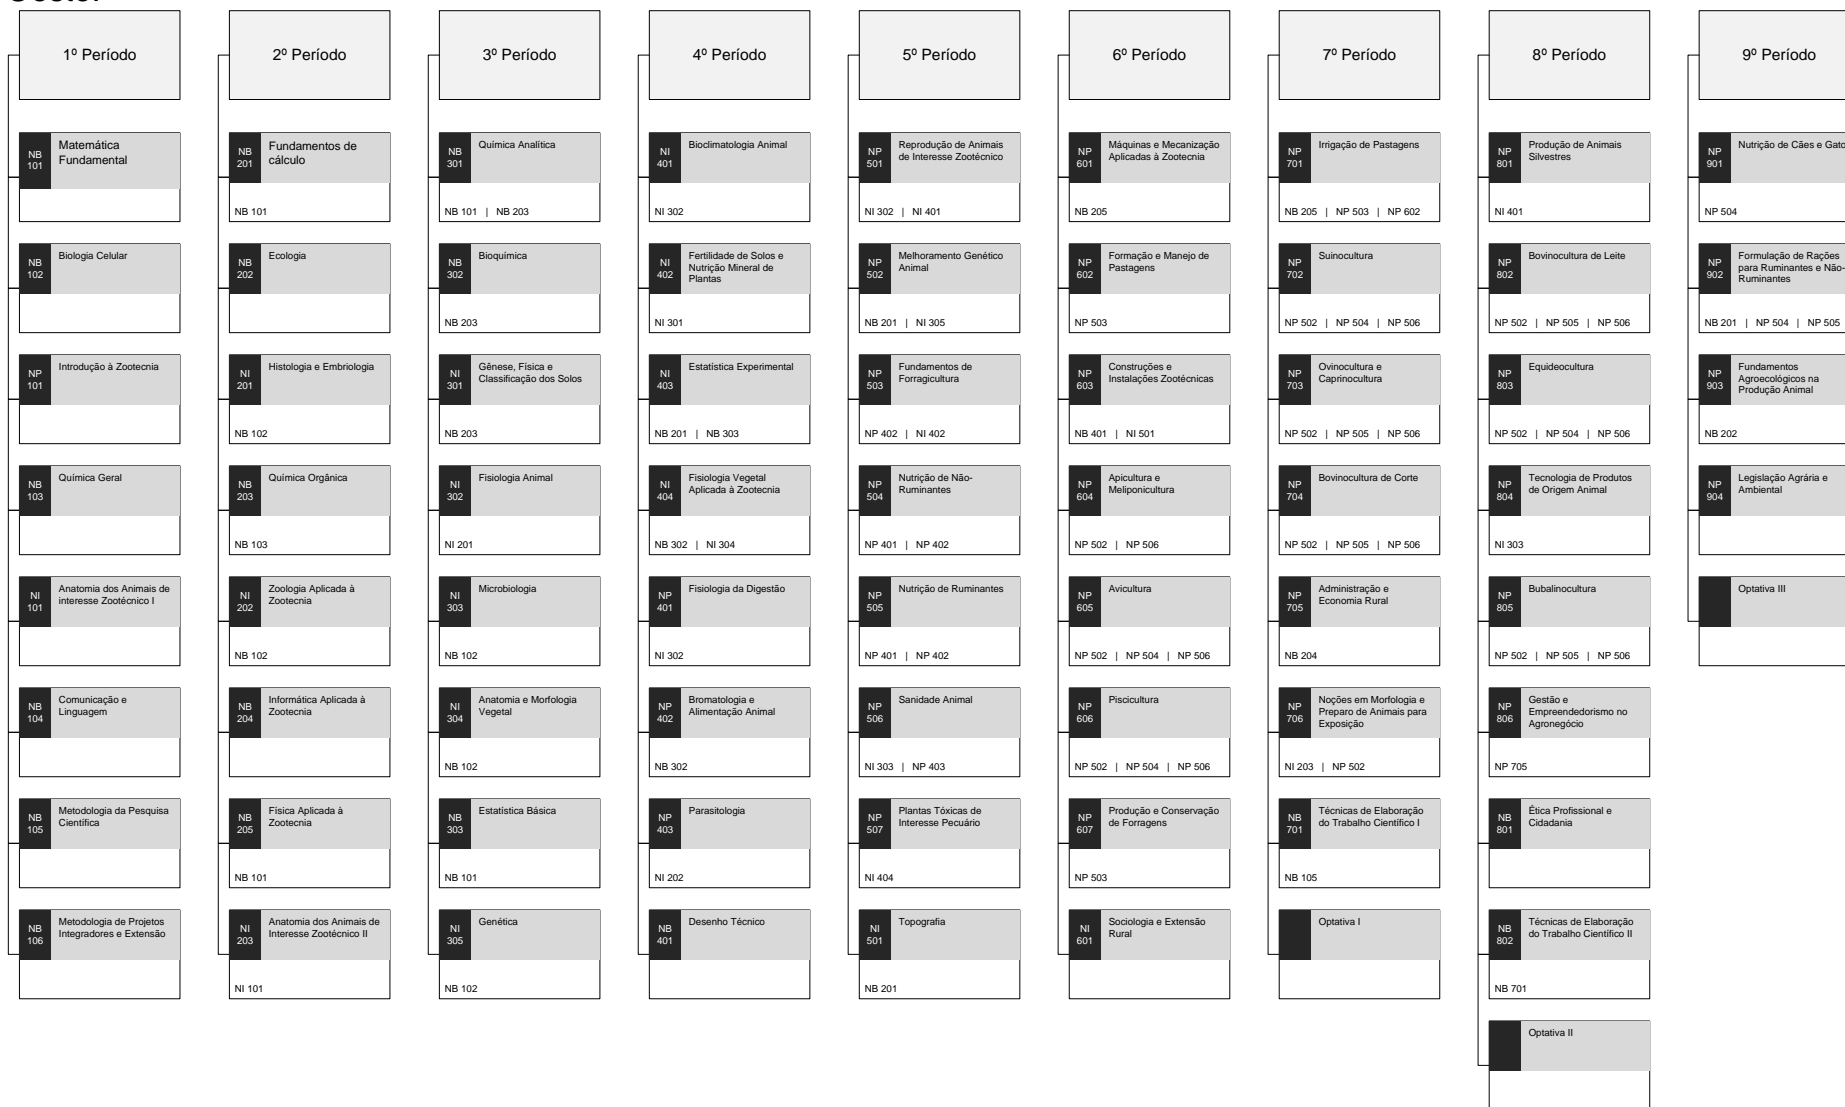 1º Período
NB
101
Matemática
Fundamental
NB
102
Biologia Celular
NP
101
Introdução à Zootecnia
NB
103
Química Geral
NI
101
Anatomia dos Animais de
interesse Zootécnico I
NB
104
Comunicação e
Linguagem
NB
105
Metodologia da Pesquisa
Científica
NB
106
Metodologia de Projetos
Integradores e Extensão
2º Período
NB
201
Fundamentos de
cálculo
NB 101
NB
202
Ecologia
NI
201
Histologia e Embriologia
NB 102
NB
203
Química Orgânica
NB 103
NI
202
Zoologia Aplicada à
Zootecnia
NB 102
NB
204
Informática Aplicada à
Zootecnia
NB
205
Física Aplicada à
Zootecnia
NB 101
NI
203
Anatomia dos Animais de
Interesse Zootécnico II
NI 101
3º Período
NB
301
Química Analítica
NB 101 | NB 203
NB
302
Bioquímica
NB 203
NI
301
Gênese, Física e
Classificação dos Solos
NB 203
NI
302
Fisiologia Animal
NI 201
NI
303
Microbiologia
NB 102
NI
304
Anatomia e Morfologia
Vegetal
NB 102
NB
303
Estatística Básica
NB 101
NI
305
Genética
NB 102
4º Período
NI
401
Bioclimatologia Animal
NI 302
NI
402
Fertilidade de Solos e
Nutrição Mineral de
Plantas
NI 301
NI
403
Estatística Experimental
NB 201 | NB 303
NI
404
Fisiologia Vegetal
Aplicada à Zootecnia
NB 302 | NI 304
NP
401
Fisiologia da Digestão
NI 302
NP
402
Bromatologia e
Alimentação Animal
NB 302
NP
403
Parasitologia
NI 202
NB
401
Desenho Técnico
5º Período
NP
501
Reprodução de Animais
de Interesse Zootécnico
NI 302 | NI 401
NP
502
Melhoramento Genético
Animal
NB 201 | NI 305
NP
503
Fundamentos de
Forragicultura
NP 402 | NI 402
NP
504
Nutrição de Não-
Ruminantes
NP 401 | NP 402
NP
505
Nutrição de Ruminantes
NP 401 | NP 402
NP
506
Sanidade Animal
NI 303 | NP 403
NP
507
Plantas Tóxicas de
Interesse Pecuário
NI 404
NI
501
Topografia
NB 201
6º Período
NP
601
Máquinas e Mecanização
Aplicadas à Zootecnia
NB 205
NP
602
Formação e Manejo de
Pastagens
NP 503
NP
603
Construções e
Instalações Zootécnicas
NB 401 | NI 501
NP
604
Apicultura e
Meliponicultura
NP 502 | NP 506
NP
605
Avicultura
NP 502 | NP 504 | NP 506
NP
606
Piscicultura
NP 502 | NP 504 | NP 506
NP
607
Produção e Conservação
de Forragens
NP 503
NI
601
Sociologia e Extensão
Rural
7º Período
NP
701
Irrigação de Pastagens
NB 205 | NP 503 | NP 602
NP
702
Suinocultura
NP 502 | NP 504 | NP 506
NP
703
Ovinocultura e
Caprinocultura
NP 502 | NP 505 | NP 506
NP
704
Bovinocultura de Corte
NP 502 | NP 505 | NP 506
NP
705
Administração e
Economia Rural
NB 204
NP
706
Noções em Morfologia e
Preparo de Animais para
Exposição
NI 203 | NP 502
NB
701
Técnicas de Elaboração
do Trabalho Científico I
NB 105
Optativa I
8º Período
NP
801
Produção de Animais
Silvestres
NI 401
NP
802
Bovinocultura de Leite
NP 502 | NP 505 | NP 506
NP
803
Equideocultura
NP 502 | NP 504 | NP 506
NP
804
Tecnologia de Produtos
de Origem Animal
NI 303
NP
805
Bubalinocultura
NP 502 | NP 505 | NP 506
NP
806
Gestão e
Empreendedorismo no
Agronegócio
NP 705
NB
801
Ética Profissional e
Cidadania
NB
802
Técnicas de Elaboração
do Trabalho Científico II
NB 701
Optativa II
9º Período
NP
901
Nutrição de Cães e Gato
NP 504
NP
902
Formulação de Rações
para Ruminantes e Não-
Ruminantes
NB 201 | NP 504 | NP 505
NP
903
Fundamentos
Agroecológicos na
Produção Animal
NB 202
NP
904
Legislação Agrária e
Ambiental
Optativa III